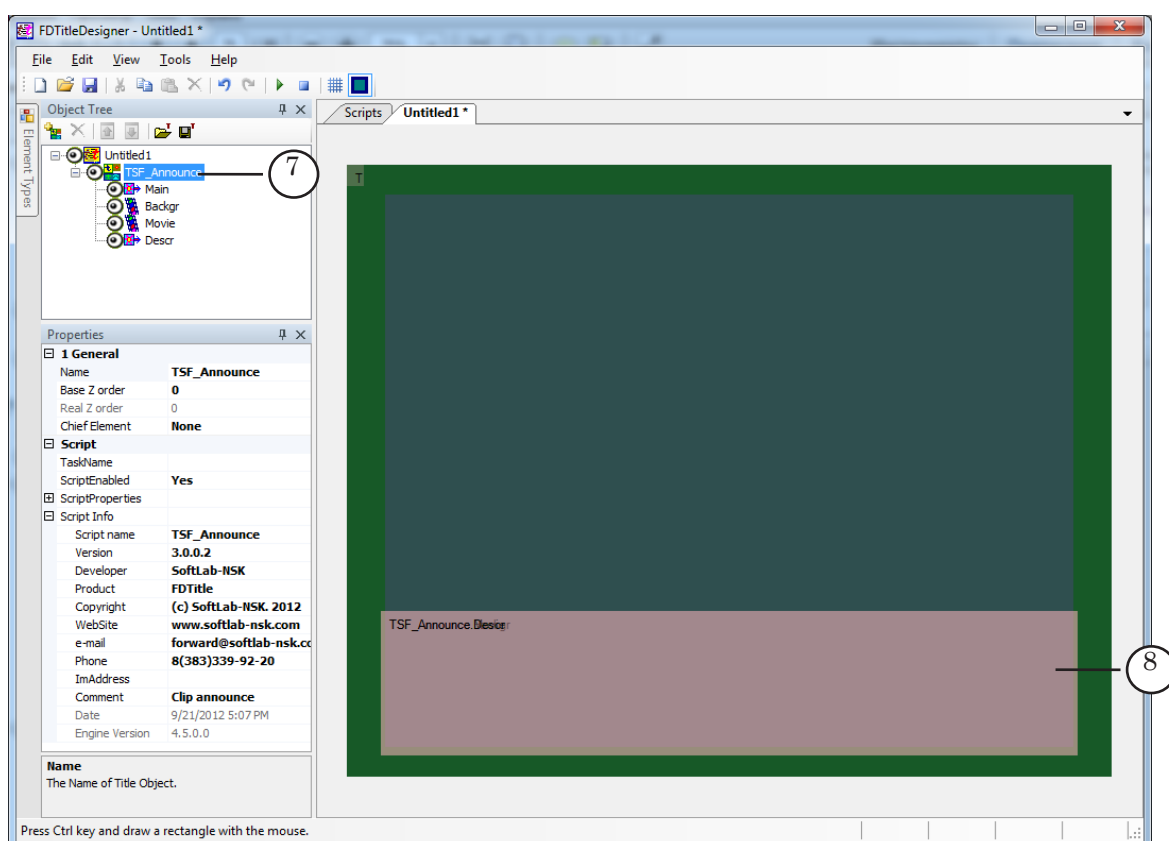 FDTitleDesigner - Untitled1 *
File Edit View Tools Help
Object Tree
Scripts Untitled1 *
Element Types
Untitled1
TSF_Announce
7
T
Main
Backgr
Movie
Descr
Properties
1 General
Name TSF_Announce
Base Z order 0
Real Z order 0
Chief Element None
Script
TaskName
ScriptEnabled Yes
ScriptProperties
Script Info
Script name TSF_Announce
Version 3.0.0.2
Developer SoftLab-NSK
Product FDTitle
Copyright (c) SoftLab-NSK. 2012
WebSite www.softlab-nsk.com
e-mail forward@softlab-nsk.co
Phone 8(383)339-92-20
ImAddress
Comment Clip announce
Date 9/21/2012 5:07 PM
Engine Version 4.5.0.0
TSF_Announce.
8
Name
The Name of Title Object.
Press Ctrl key and draw a rectangle with the mouse.